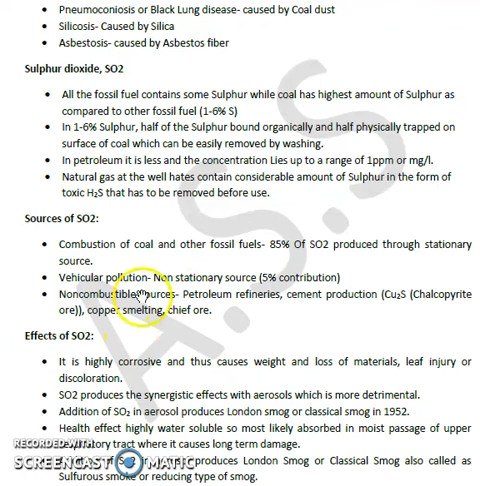 • Pneumoconiosis or Black Lung disease- caused by Coal dust
• Silicosis- Caused by Silica
• Asbestosis- caused by Asbestos fiber
Sulphur dioxide, SO2
• All the fossil fuel contains some Sulphur while coal has highest amount of Sulphur as
compared to other fossil fuel (1-6% S)
• In 1-6% Sulphur, half of the Sulphur bound organically and half physically trapped on
surface of coal which can be easily removed by washing.
• In petroleum it is less and the concentration Lies up to a range of 1ppm or mg/l.
• Natural gas at the well hates contain considerable amount of Sulphur in the form of
toxic H₂S that has to be removed before use.
Sources of SO2:
• Combustion of coal and other fossil fuels- 85% Of SO2 produced through stationary
source.
• Vehicular pollution- Non stationary source (5% contribution)
• Noncombustible sources- Petroleum refineries, cement production (Cu₂S (Chalcopyrite
ore)), copper smelting, chief ore.
Effects of SO2:
• It is highly corrosive and thus causes weight and loss of materials, leaf injury or
discoloration.
• SO2 produces the synergistic effects with aerosols which is more detrimental.
• Addition of SO₂ in aerosol produces London smog or classical smog in 1952.
• Health effect highly water soluble so most likely absorbed in moist passage of upper
respiratory tract where it causes long term damage.
produces London Smog or Classical Smog also called as
Sulfurous smoke or reducing type of smog.
A.S.S
RECORDED WITH
SCREENCAST MATIC